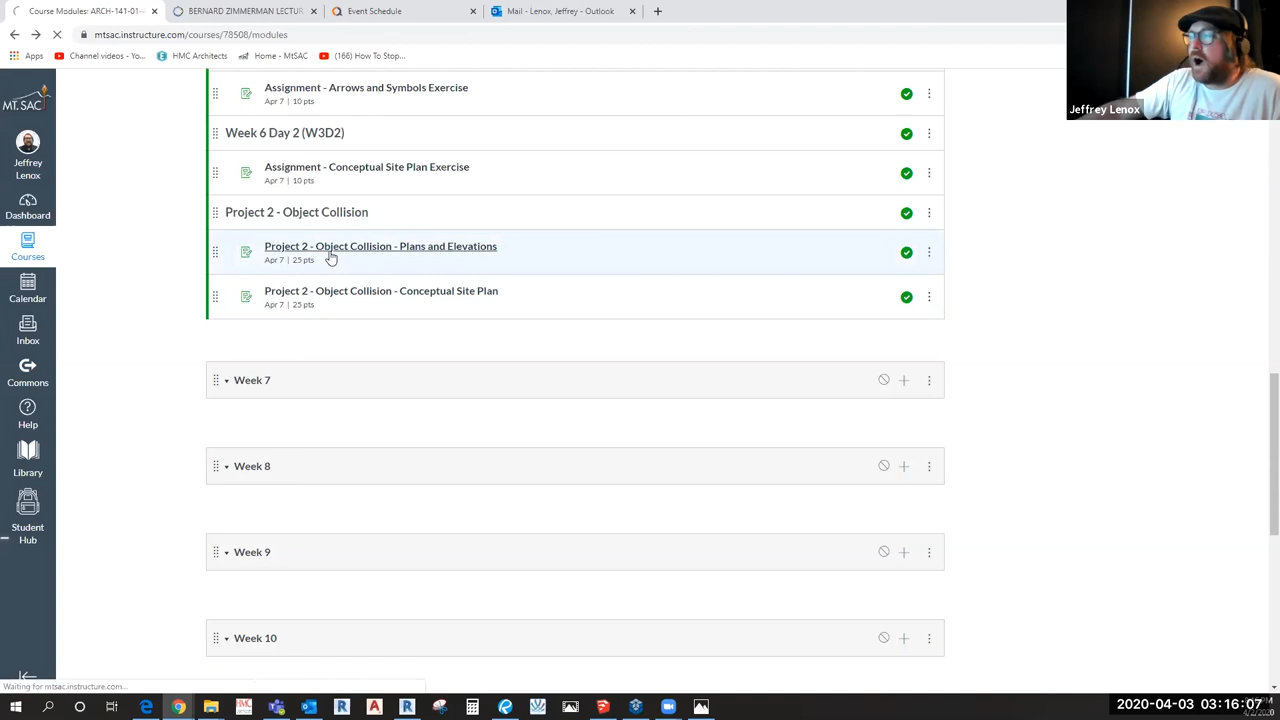 Course Modules: ARCH-141-01-
BERNARD ZIMMERMAN LECTUR
Event Schedule
Mail - Lenox, Jeffrey - Outlook
mtsac.instructure.com/courses/78508/modules
Apps
Channel videos - Yo...
HMC Architects
Home - MtSAC
(166) How To Stop...
Jeffrey Lenox
MT. SAC
Jeffrey
Lenox
Dashboard
Courses
Calendar
Inbox
Commons
Help
Library
Student
Hub
Assignment - Arrows and Symbols Exercise
Apr 7 | 10 pts
Week 6 Day 2 (W3D2)
Assignment - Conceptual Site Plan Exercise
Apr 7 | 10 pts
Project 2 - Object Collision
Project 2 - Object Collision - Plans and Elevations
Apr 7 | 25 pts
Project 2 - Object Collision - Conceptual Site Plan
Apr 7 | 25 pts
Week 7
Week 8
Week 9
Week 10
Waiting for mtsac.instructure.com...
2020-04-03 03:16:07